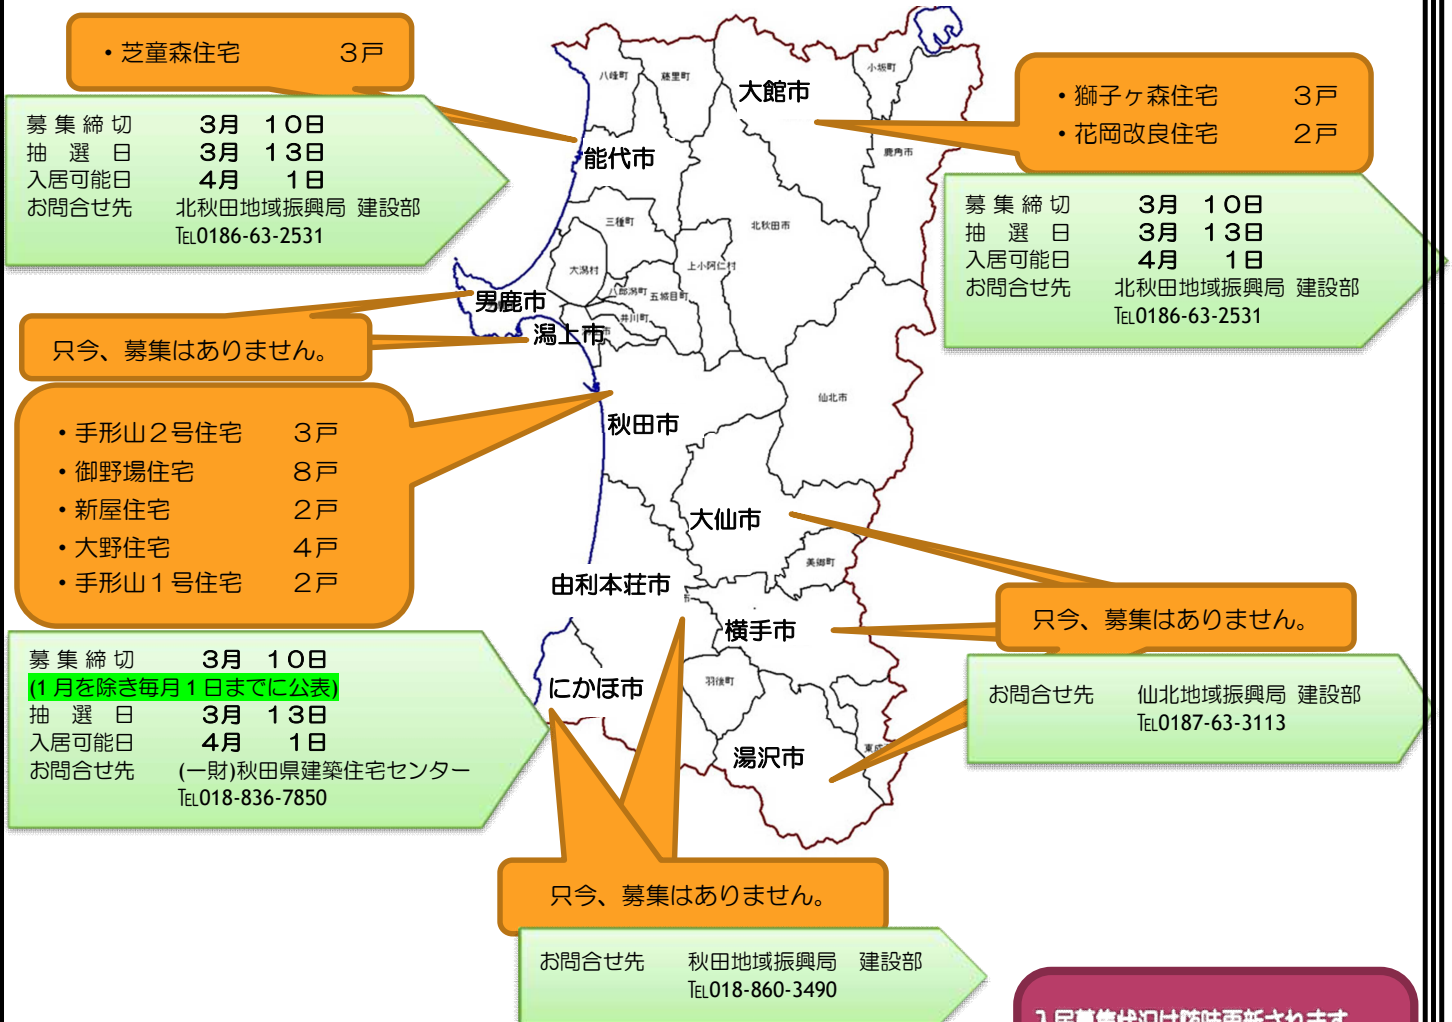 ・芝童森住宅　3戸
募集締切　3月　10日
抽選日　3月　13日
入居可能日　4月　1日
お問合せ先　北秋田地域振興局 建設部
℡0186-63-2531
・獅子ヶ森住宅　3戸
・花岡改良住宅　2戸
募集締切　3月　10日
抽選日　3月　13日
入居可能日　4月　1日
お問合せ先　北秋田地域振興局 建設部
℡0186-63-2531
八峰町
藤里町
大館市
小坂町
鹿角市
能代市
三種町
北秋田市
大潟村
上小阿仁村
八郎潟町
五城目町
井川町
男鹿市
潟上市
秋田市
仙北市
大仙市
美郷町
由利本荘市
横手市
にかほ市
羽後町
湯沢市
只今、募集はありません。
・手形山2号住宅　3戸
・御野場住宅　8戸
・新屋住宅　2戸
・大野住宅　4戸
・手形山1号住宅　2戸
募集締切　3月　10日
(1月を除き毎月1日までに公表)
抽選日　3月　13日
入居可能日　4月　1日
お問合せ先　(一財)秋田県建築住宅センター
℡018-836-7850
只今、募集はありません。
お問合せ先　仙北地域振興局 建設部
℡0187-63-3113
只今、募集はありません。
お問合せ先　秋田地域振興局　建設部
℡018-860-3490
入居募集状況は随時更新されます